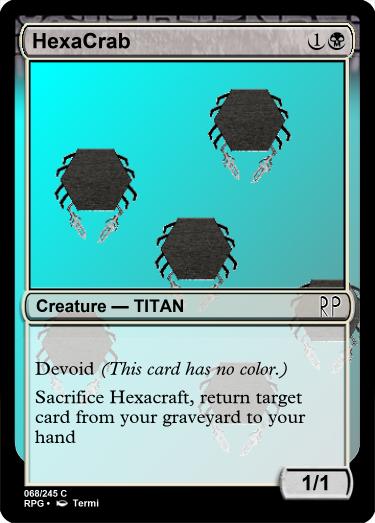 HexaCrab 1
Creature — TITAN RP
Devoid (This card has no color.)
Sacrifice Hexacraft, return target
card from your graveyard to your
hand
1/1
068/245 C
RPG • Termi